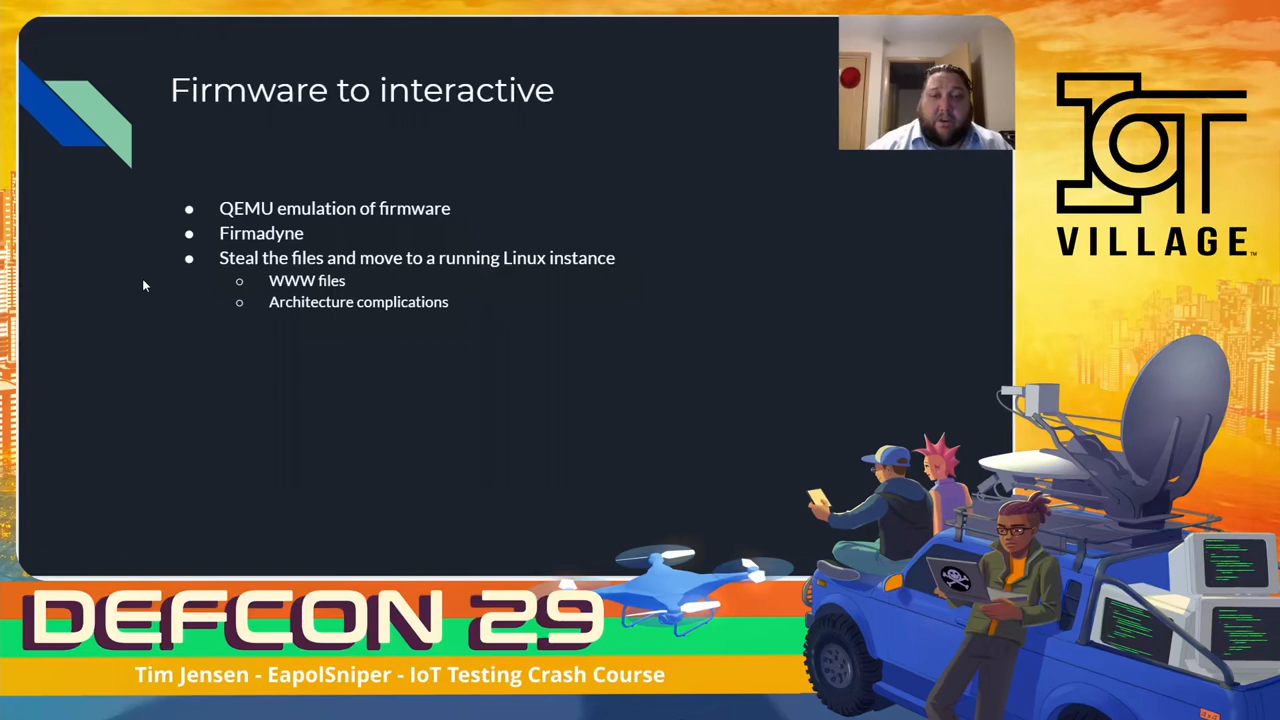 Firmware to interactive
● QEMU emulation of firmware
● Firmadyne
● Steal the files and move to a running Linux instance
○ WWW files
○ Architecture complications
IoT
VILLAGE™
DEFCON 29
Tim Jensen - EapolSniper - IoT Testing Crash Course